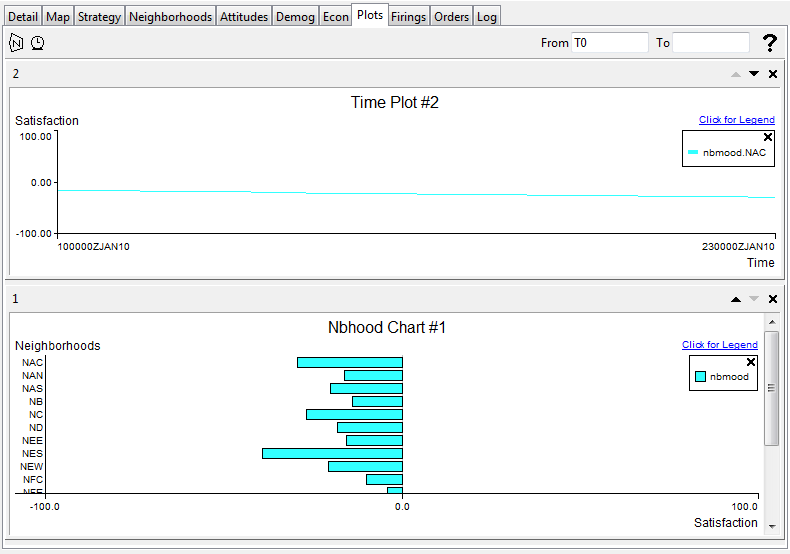 Detail Map Strategy Neighborhoods Attitudes Demog Econ Plots Firings Orders Log
N From T0 To ?
2
Time Plot #2
Satisfaction Click for Legend
100.00
nbmood.NAC
0.00
-100.00
100000ZJAN10 230000ZJAN10
Time
1
Nbhood Chart #1
Neighborhoods Click for Legend
NAC
NAN nbmood
NAS
NB
NC
ND
NEE
NES
NEW
NFC
-100.0 0.0 100.0
Satisfaction